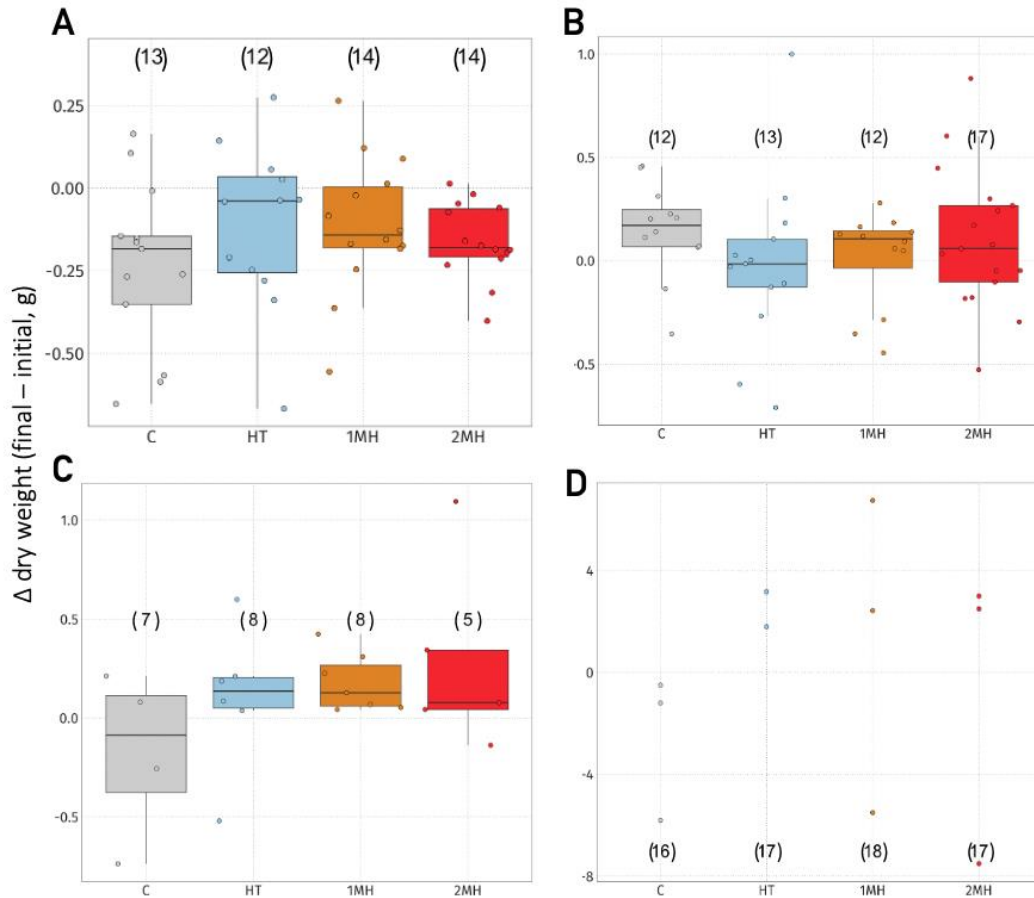 A
(13) (12) (14) (14)
0.25
0.00
-0.25
-0.50
C HT 1MH 2MH
B
1.0
(12) (13) (12) (17)
0.5
0.0
-0.5
C HT 1MH 2MH
Δ dry weight (final – initial, g)
C
1.0
0.5
(7) (8) (8) (5)
0.0
-0.5
C HT 1MH 2MH
D
4
0
-4
(16) (17) (18) (17)
-8
C HT 1MH 2MH